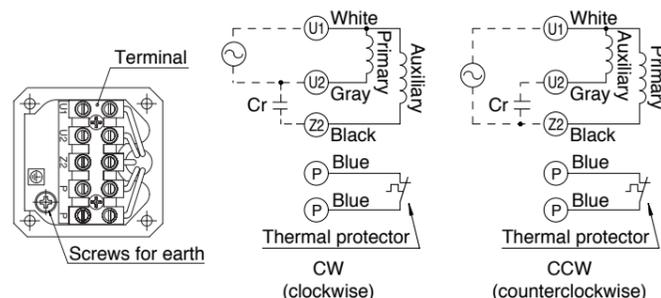 Terminal
U1
U2
Z2
P
P
Screws for earth
U1
White
Primary
Auxiliary
U2
Gray
Cr
Z2
Black
P
Blue
P
Blue
Thermal protector
CW
(clockwise)
U1
White
Auxiliary
Primary
U2
Gray
Cr
Z2
Black
P
Blue
P
Blue
Thermal protector
CCW
(counterclockwise)